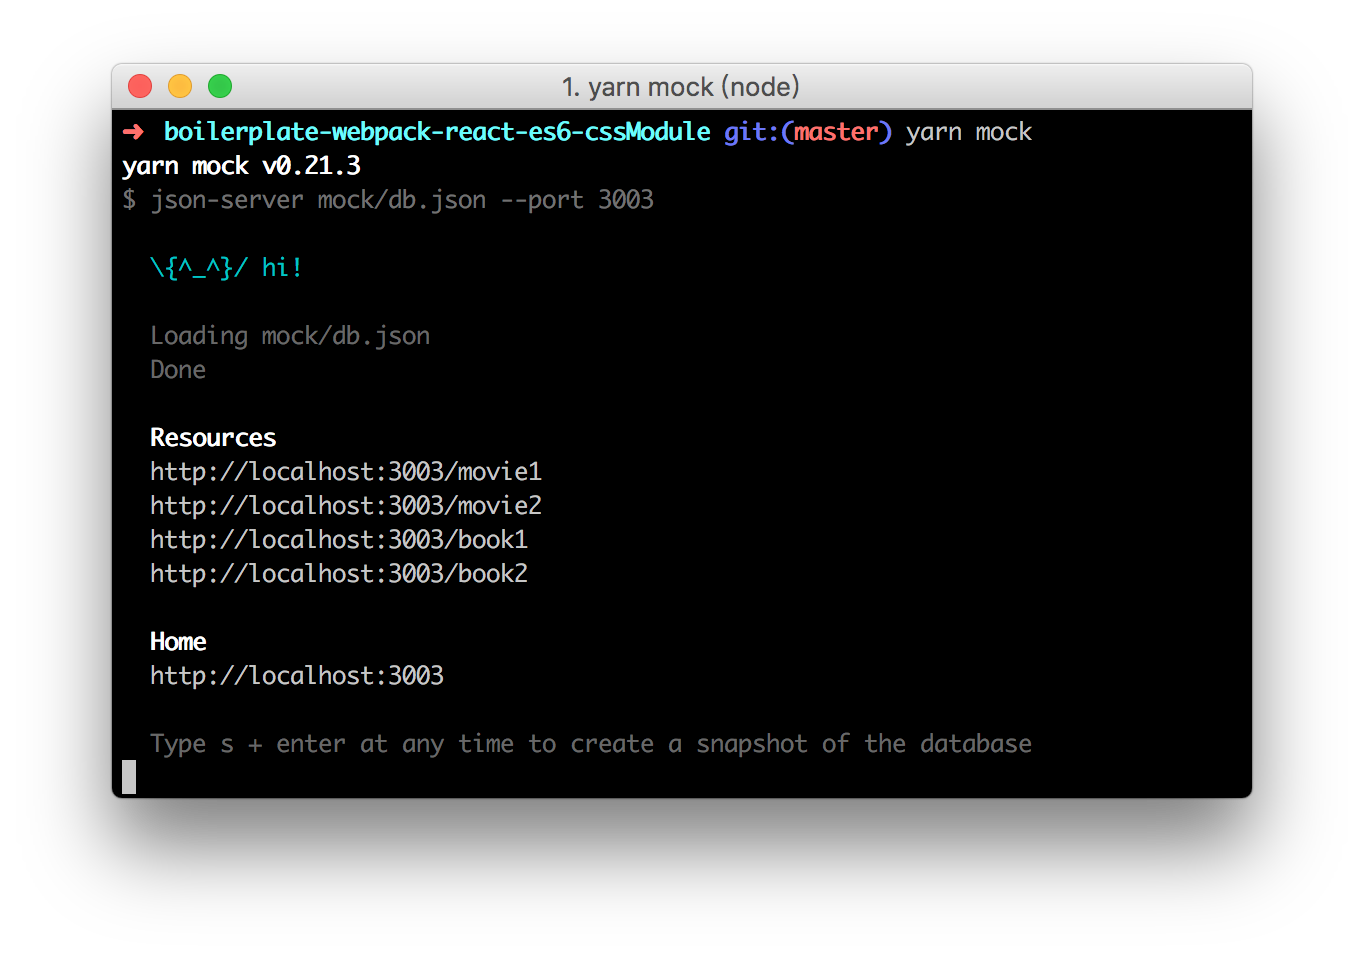 1. yarn mock (node)
➜ boilerplate-webpack-react-es6-cssModule git:(master) yarn mock
yarn mock v0.21.3
$ json-server mock/db.json --port 3003
\{^_^}/ hi!
Loading mock/db.json
Done
Resources
http://localhost:3003/movie1
http://localhost:3003/movie2
http://localhost:3003/book1
http://localhost:3003/book2
Home
http://localhost:3003
Type s + enter at any time to create a snapshot of the database